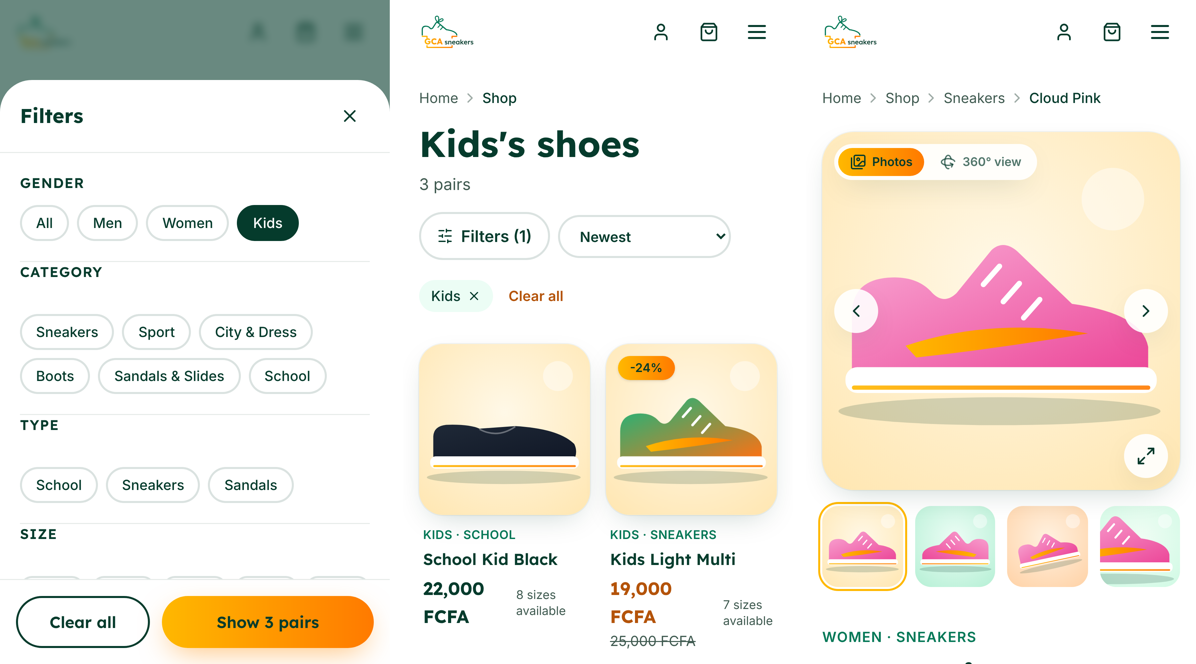 Filters
GENDER
All Men Women Kids
CATEGORY
Sneakers Sport City & Dress
Boots Sandals & Slides School
TYPE
School Sneakers Sandals
SIZE
Clear all Show 3 pairs
GCA sneakers
Home Shop
Kids's shoes
3 pairs
Filters (1) Newest
Kids Clear all
-24%
KIDS · SCHOOL
School Kid Black
22,000
FCFA
8 sizes
available
KIDS · SNEAKERS
Kids Light Multi
19,000
FCFA
25,000 FCFA
7 sizes
available
GCA sneakers
Home Shop Sneakers Cloud Pink
Photos 360° view
WOMEN · SNEAKERS